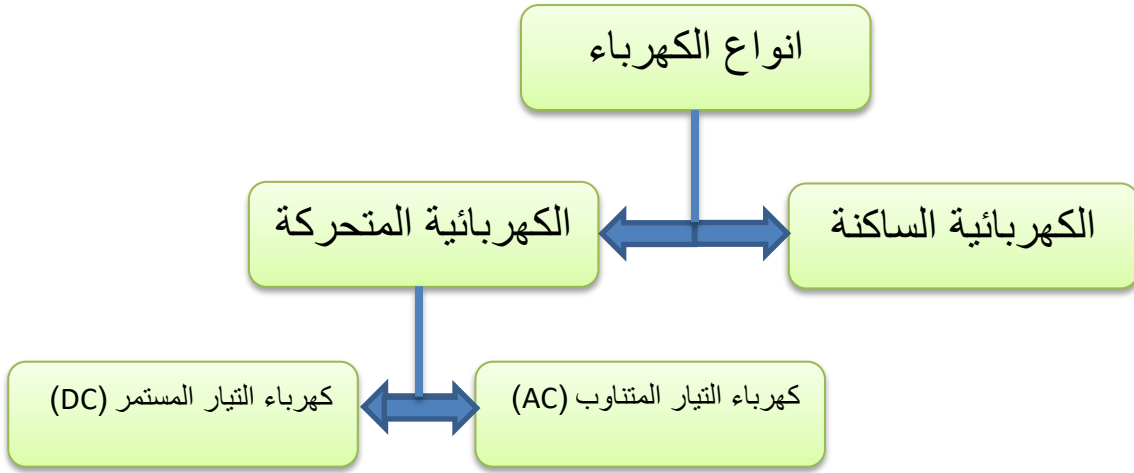 انواع الكهرباء
الكهربائية الساكنة
الكهربائية المتحركة
كهرباء التيار المتناوب (AC)
كهرباء التيار المستمر (DC)